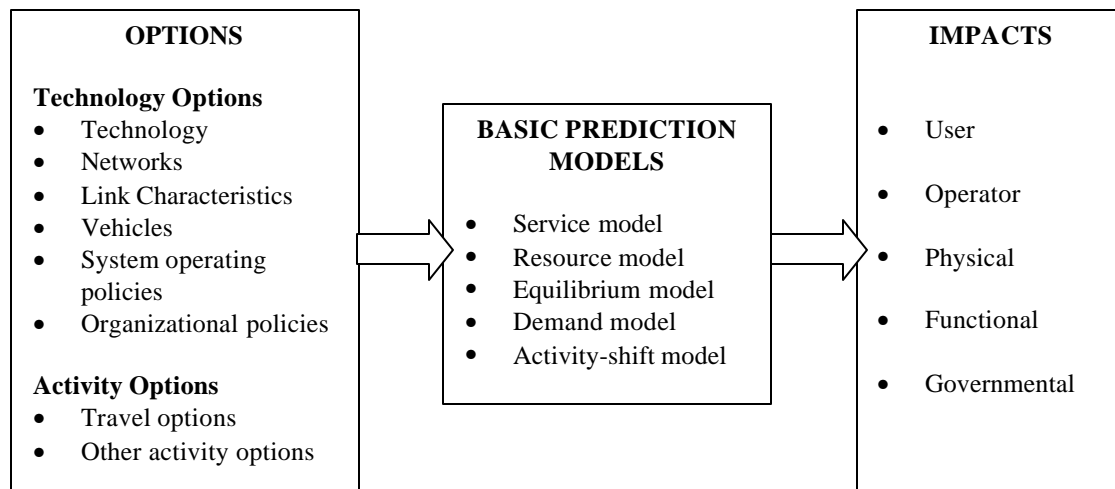 OPTIONS
Technology Options
• Technology
• Networks
• Link Characteristics
• Vehicles
• System operating
policies
• Organizational policies
Activity Options
• Travel options
• Other activity options
BASIC PREDICTION
MODELS
• Service model
• Resource model
• Equilibrium model
• Demand model
• Activity-shift model
IMPACTS
• User
• Operator
• Physical
• Functional
• Governmental